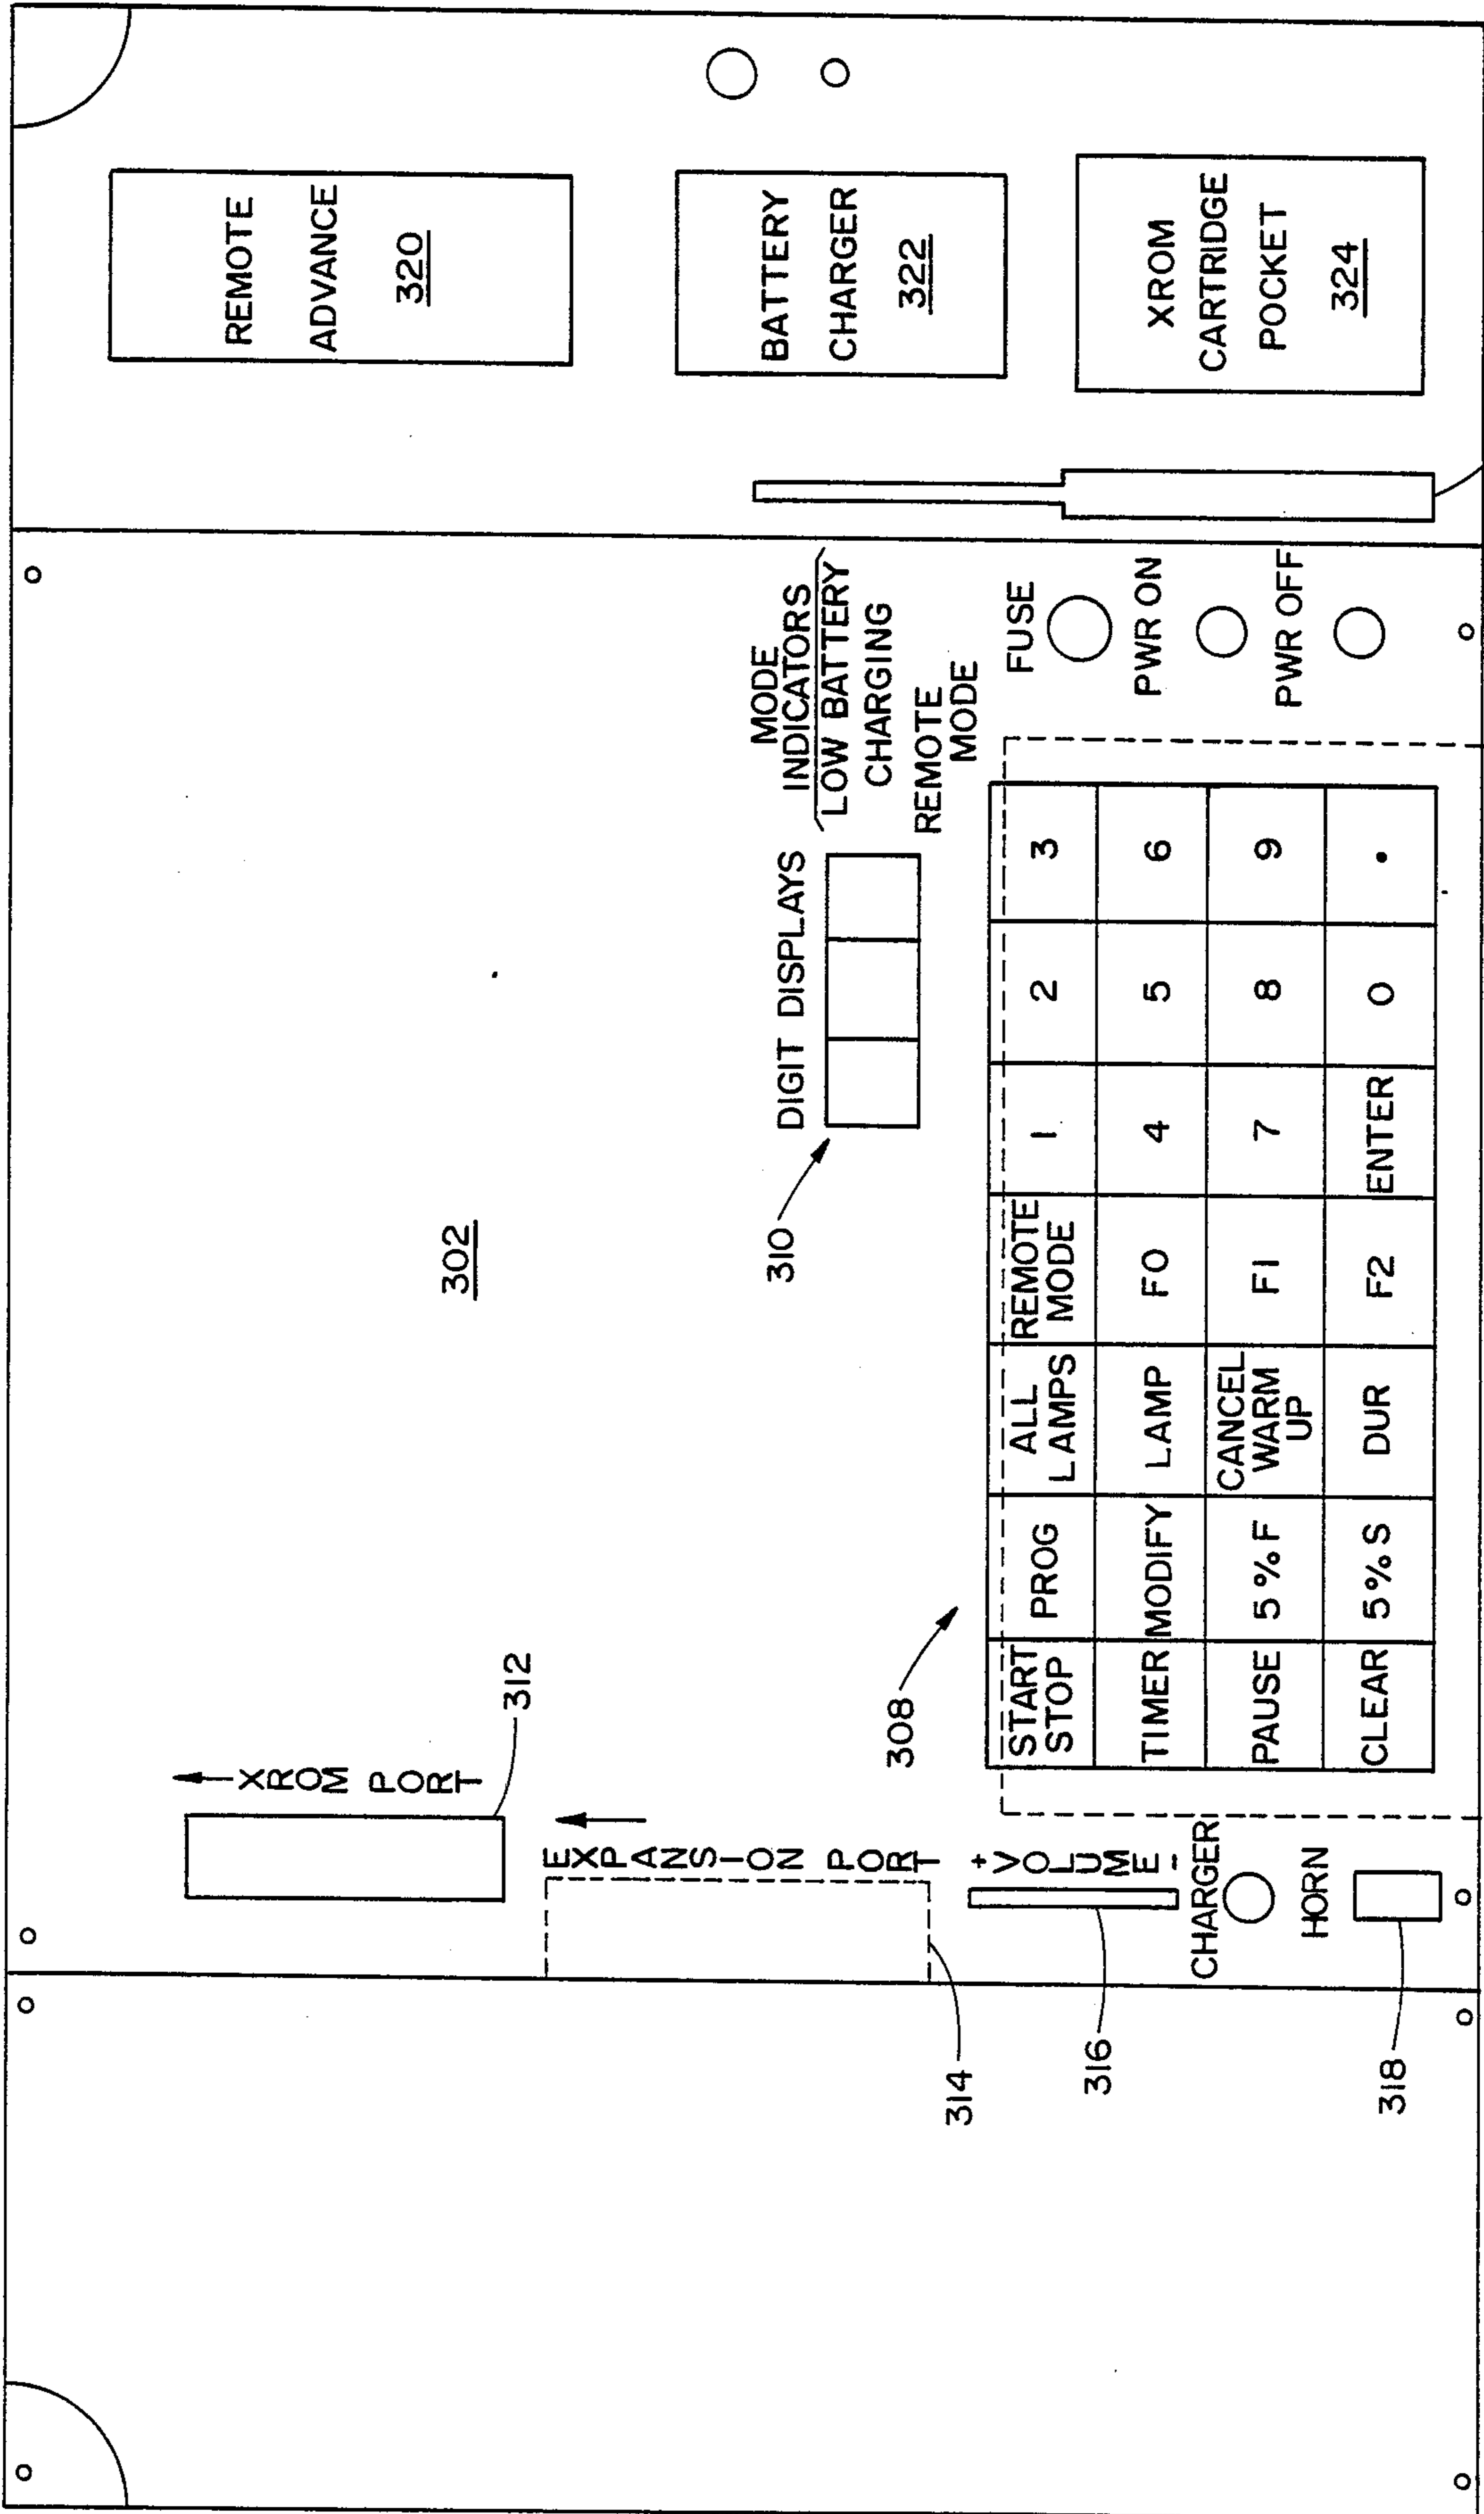 REMOTE
ADVANCE
320
BATTERY
CHARGER
322
XROM
CARTRIDGE
POCKET
324
302
XROM PORT
312
EXPANSION PORT
314
+VOLUME-
316
CHARGER
HORN
318
310
DIGIT DISPLAYS
MODE
INDICATORS
LOW BATTERY
CHARGING
REMOTE
MODE
FUSE
PWR ON
PWR OFF
308
START STOP PROG ALL LAMPS REMOTE MODE 1 2 3
TIMER MODIFY LAMP F0 4 5 6
PAUSE 5%F CANCEL WARM UP F1 7 8 9
CLEAR 5%S DUR F2 ENTER 0 .